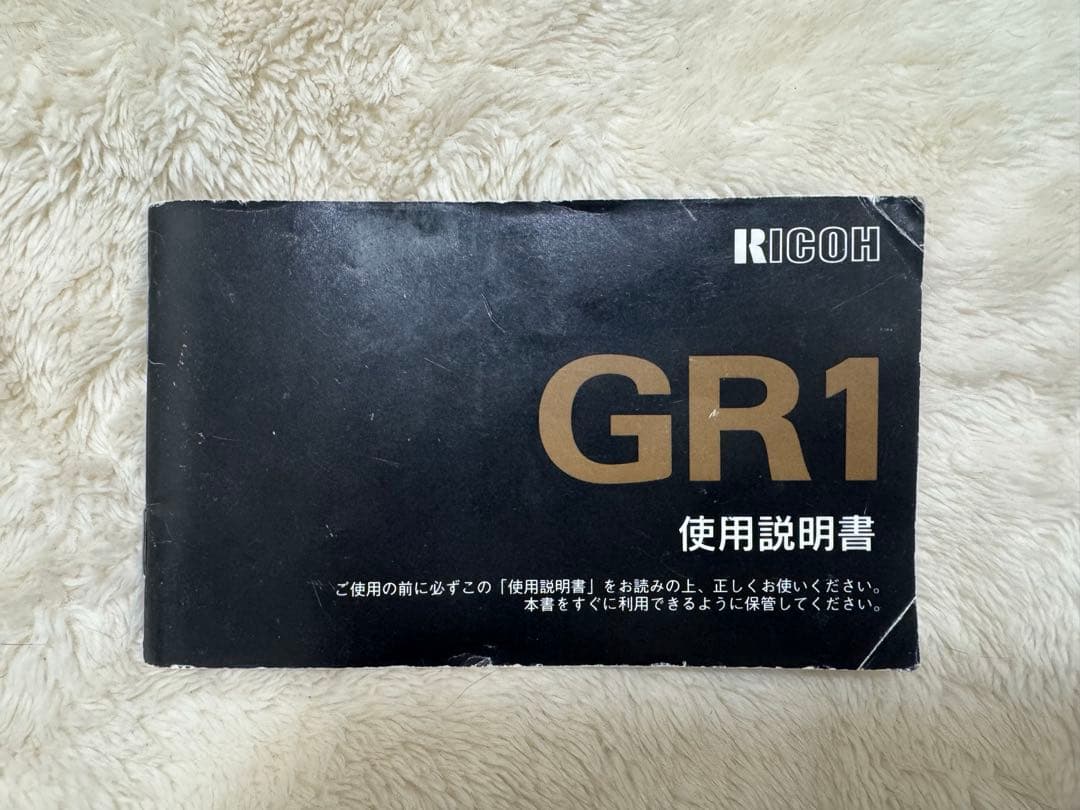 RICOH
GR1
使用説明書
ご使用の前に必ずこの「使用説明書」をお読みの上、正しくお使いください。
本書をすぐに利用できるように保管してください。